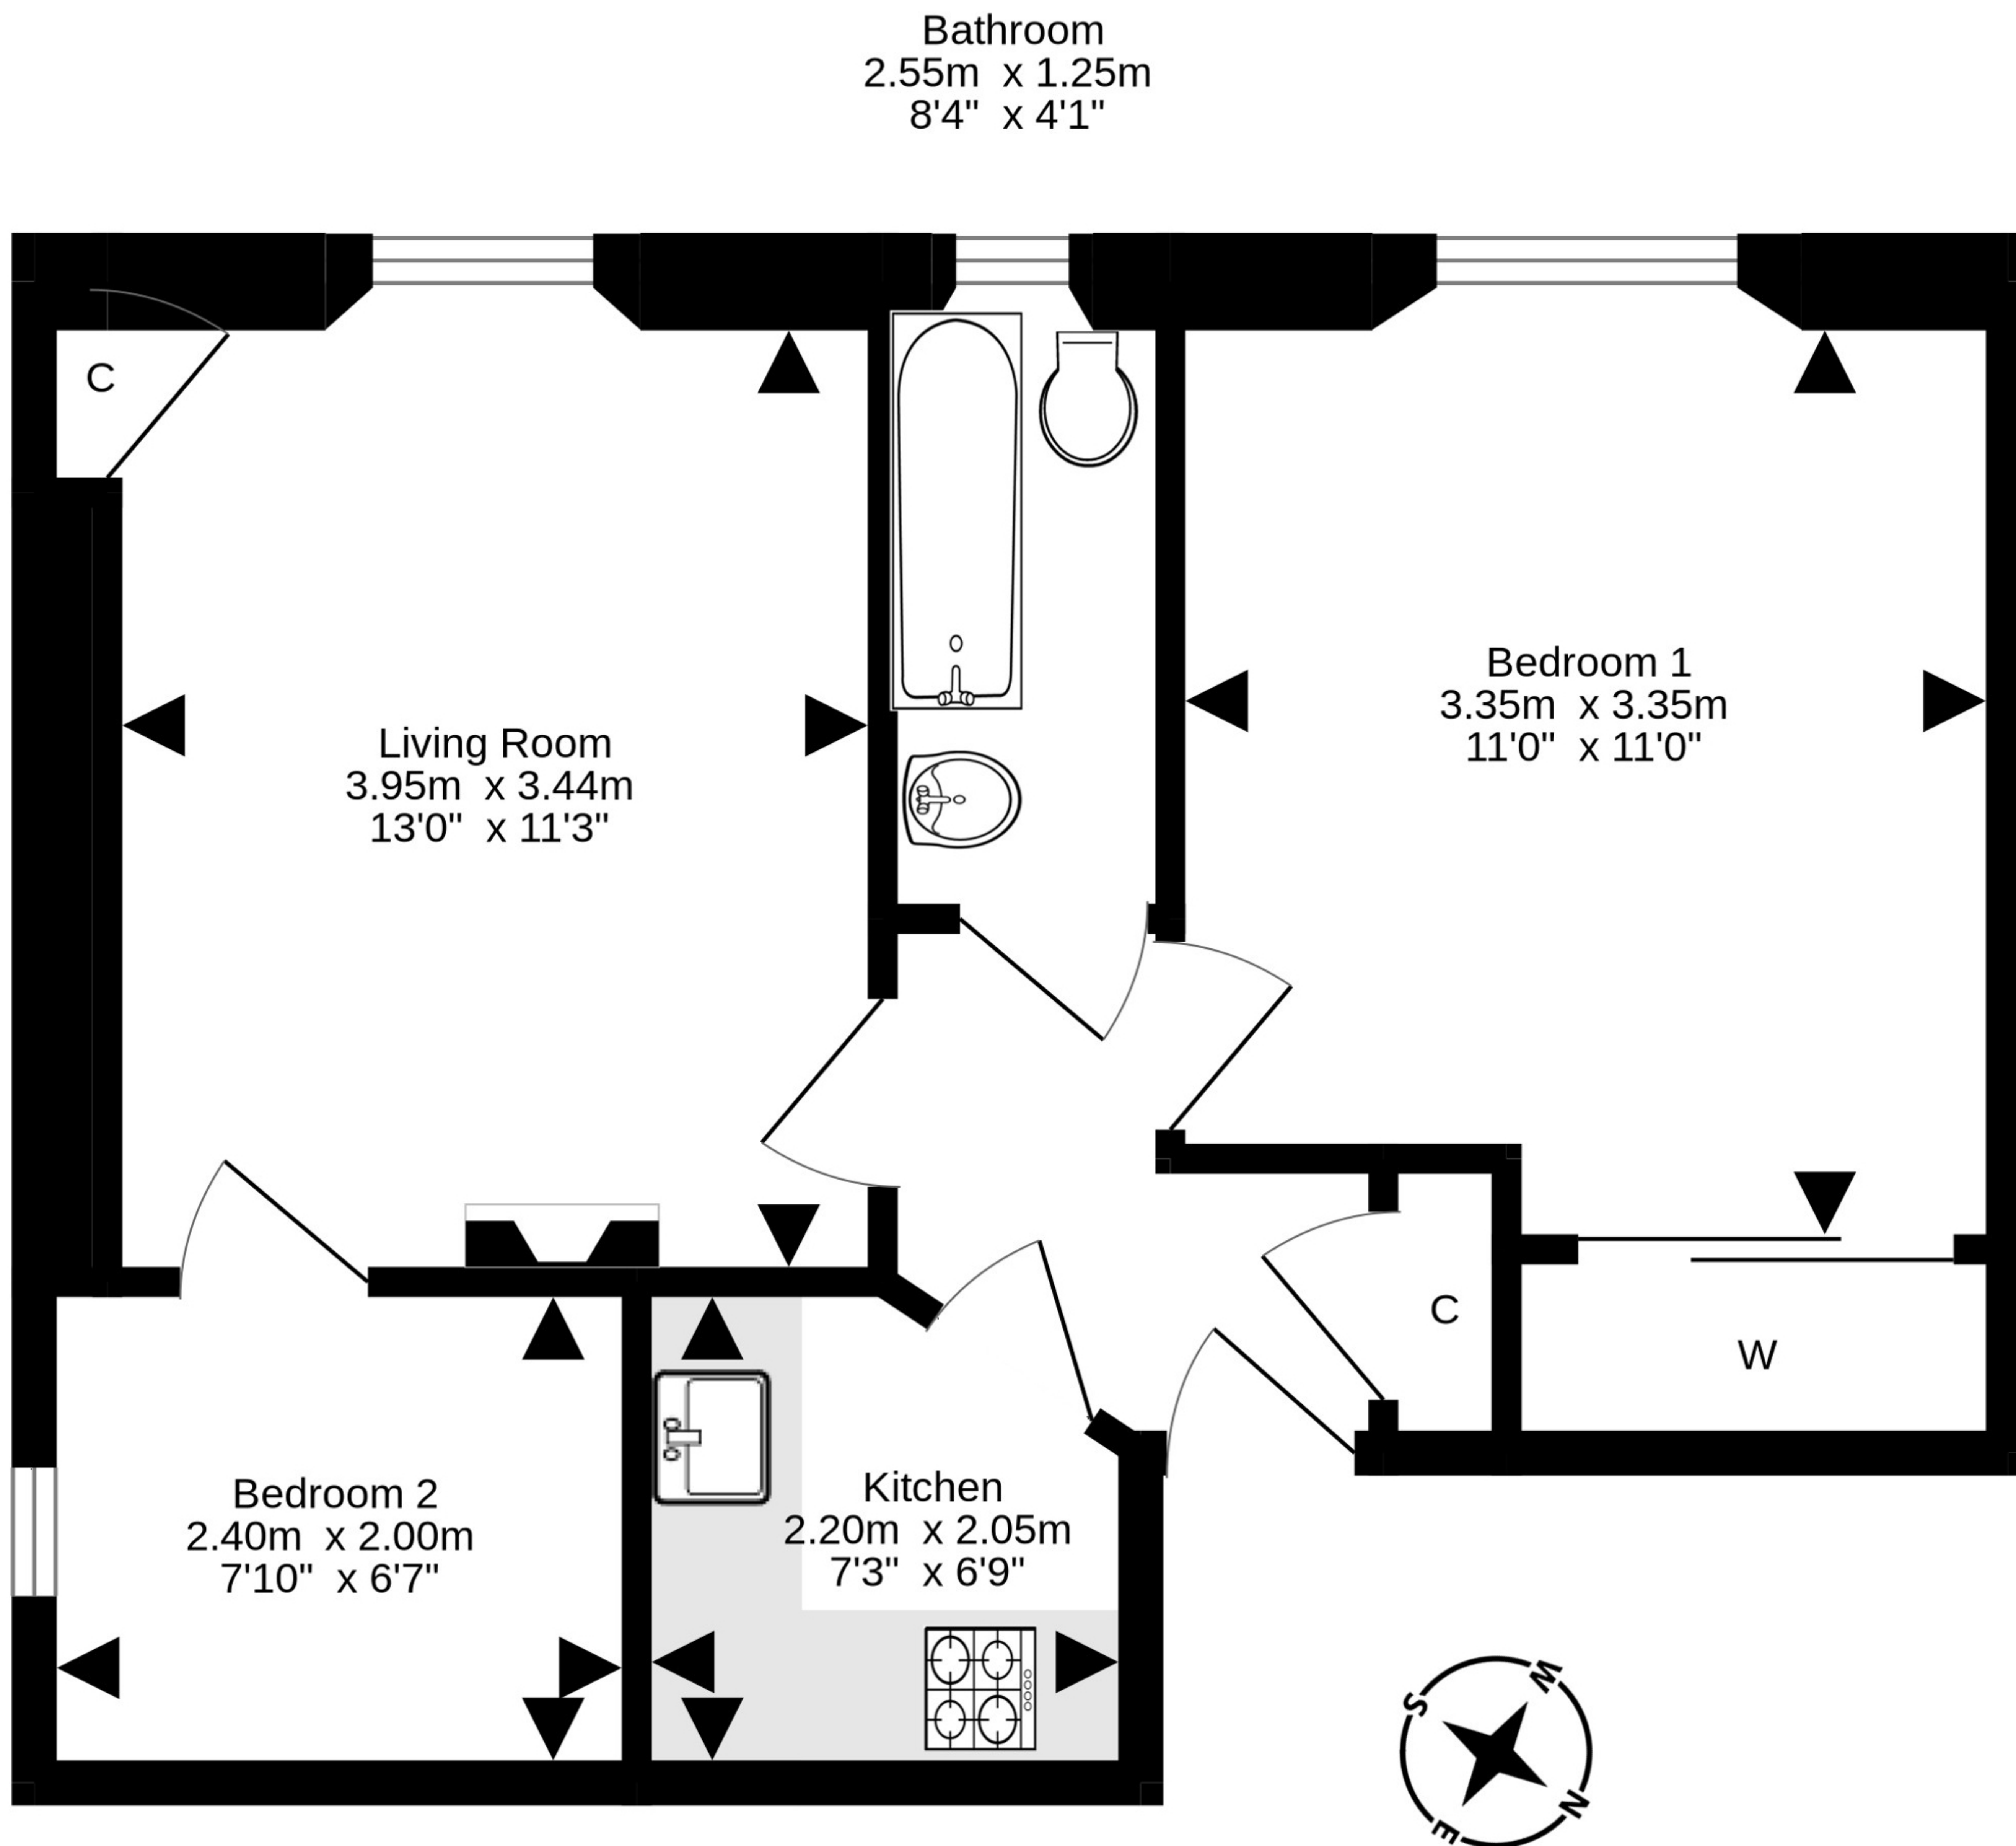 Bathroom
2.55m x 1.25m
8'4" x 4'1"
C
Living Room
3.95m x 3.44m
13'0" x 11'3"
Bedroom 1
3.35m x 3.35m
11'0" x 11'0"
C
W
Bedroom 2
2.40m x 2.00m
7'10" x 6'7"
Kitchen
2.20m x 2.05m
7'3" x 6'9"
W
S
N
E